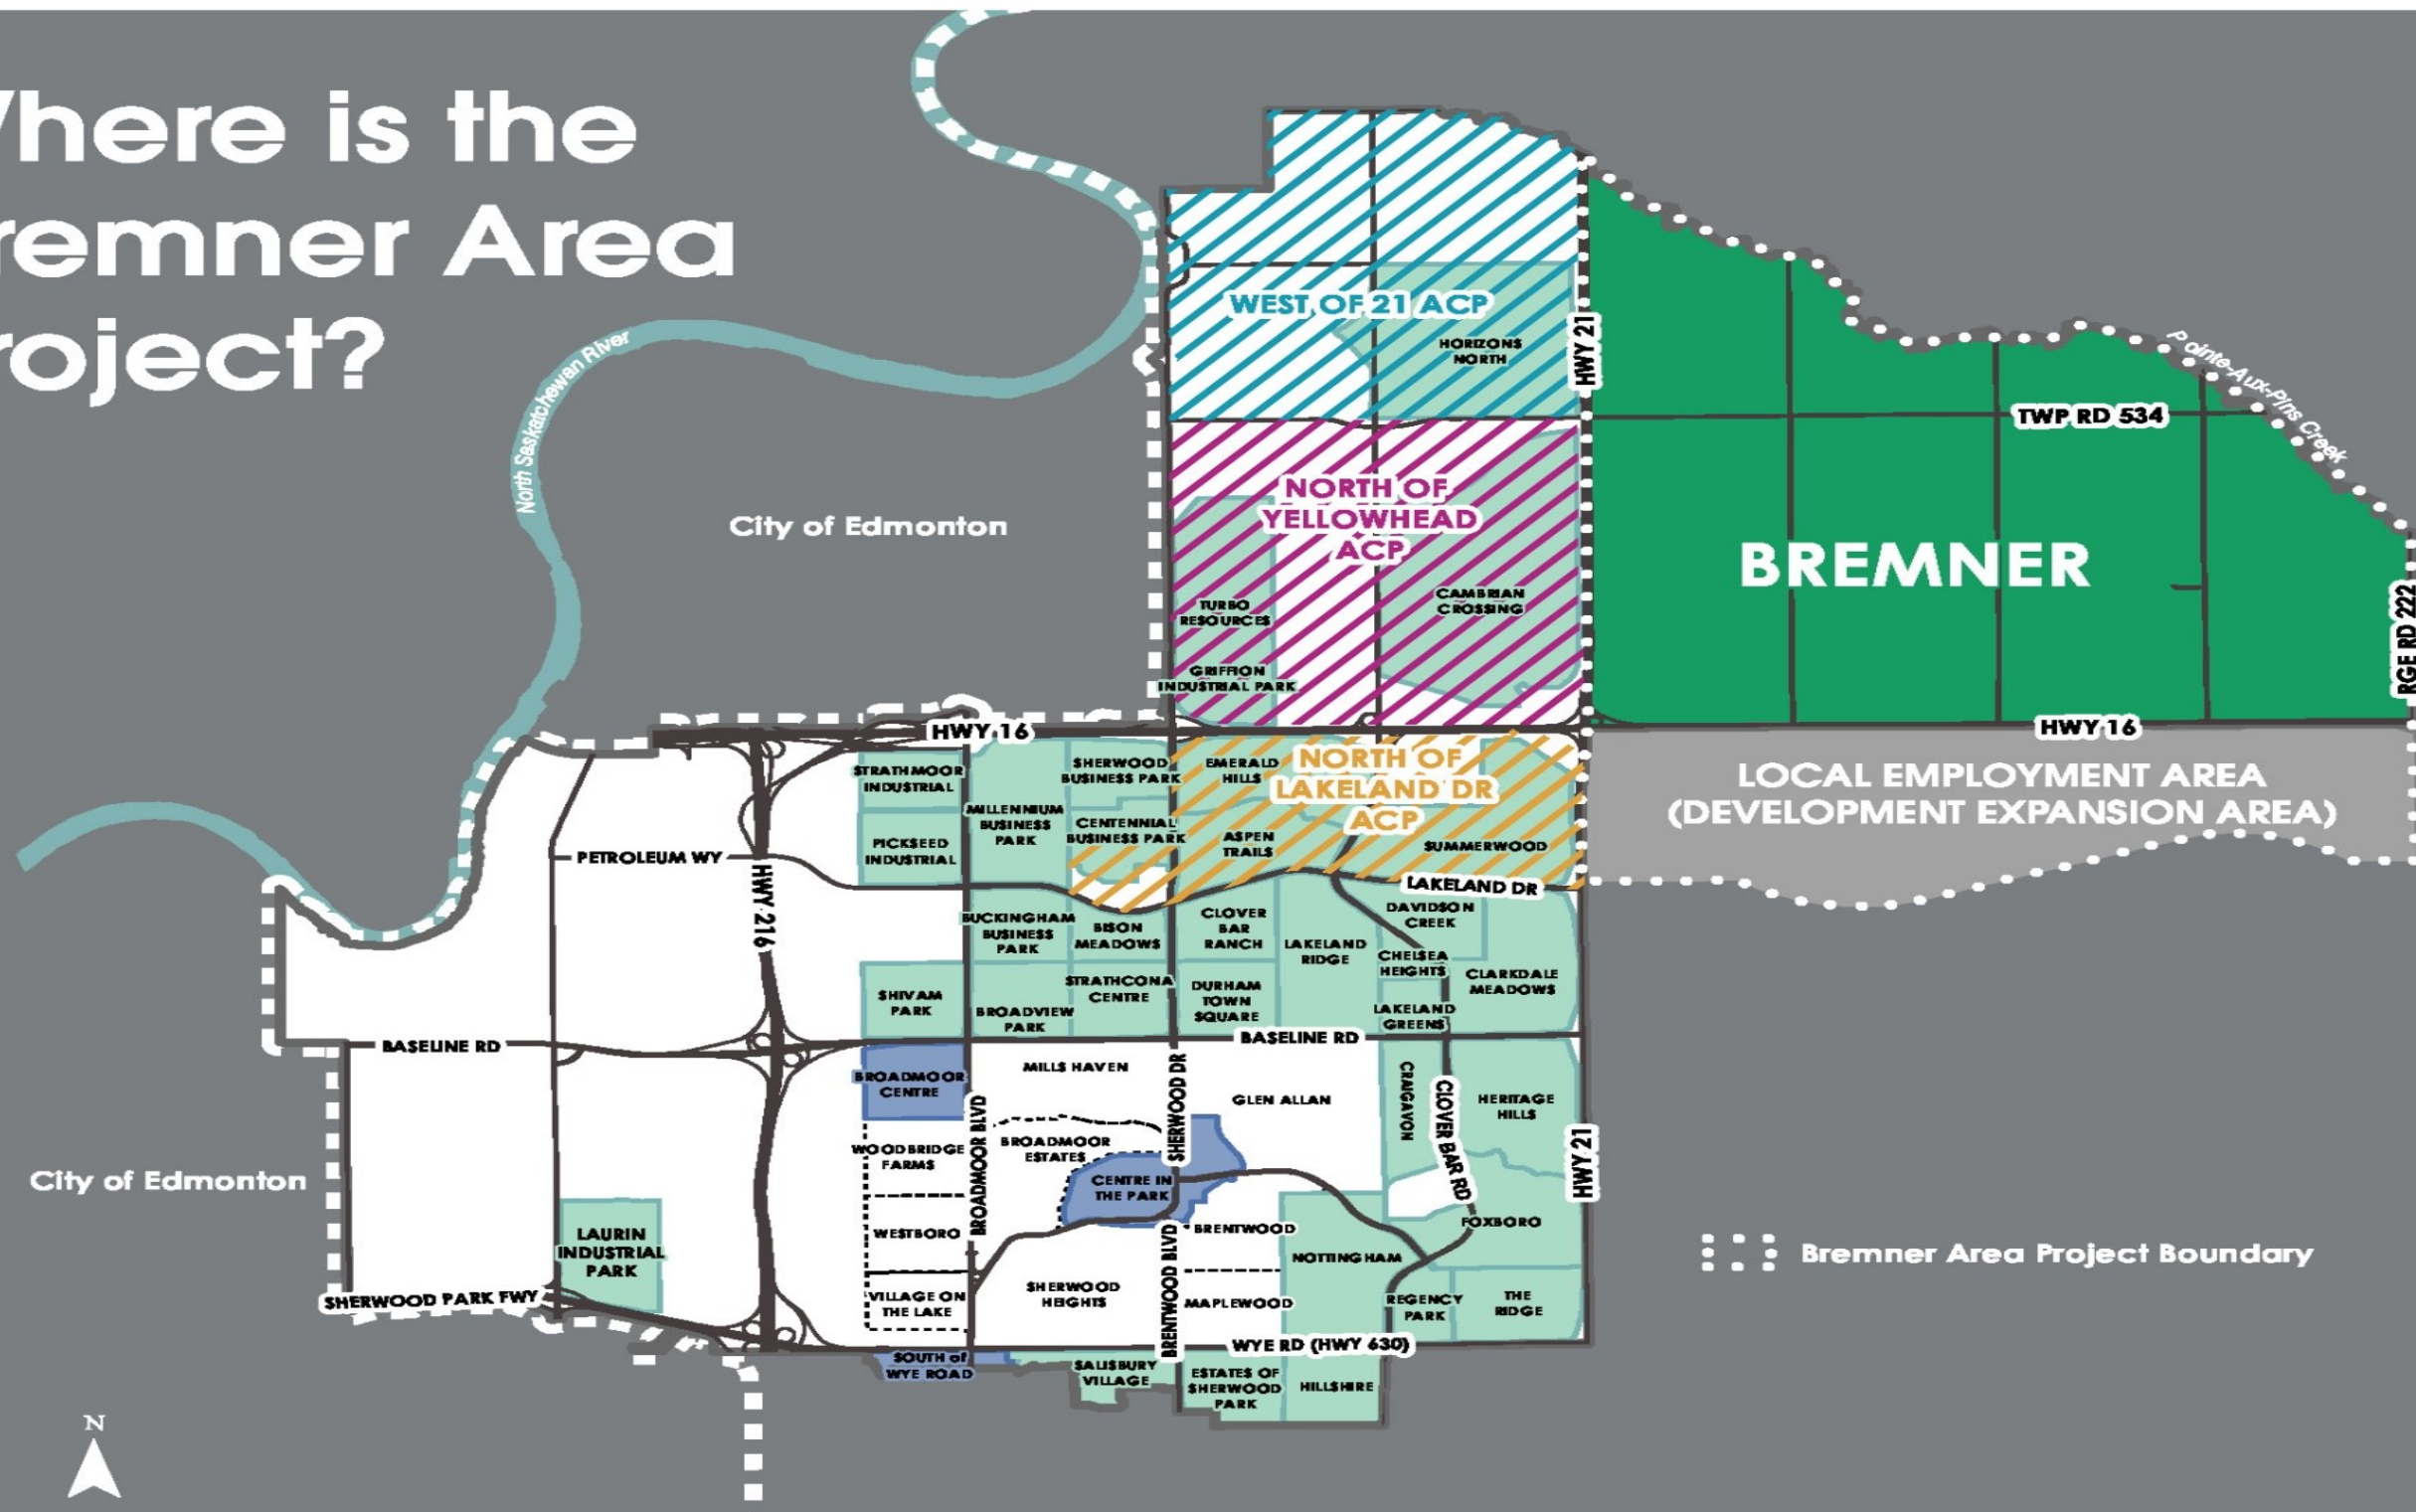 here is the
remner Area
roject?
North Saskatchewan River
City of Edmonton
WEST OF 21 ACP
HORIZONS
NORTH
HWY 21
TWP RD 534
Pointe-Aux-Pins Creek
NORTH OF
YELLOWHEAD
ACP
BREMNER
TURBO
RESOURCES
CAMBRIAN
CROSSING
GRIFFION
INDUSTRIAL PARK
RGE RD 222
HWY 16
HWY 16
LOCAL EMPLOYMENT AREA
(DEVELOPMENT EXPANSION AREA)
STRATHMOOR
INDUSTRIAL
SHERWOOD
BUSINESS PARK
EMERALD
HILLS
NORTH OF
LAKELAND DR
ACP
MILLENNIUM
BUSINESS
PARK
CENTENNIAL
BUSINESS PARK
ASPEN
TRAILS
SUMMERWOOD
PICKSEED
INDUSTRIAL
PETROLEUM WY
HWY 216
LAKELAND DR
BUCKINGHAM
BUSINESS
PARK
BISON
MEADOWS
CLOVER
BAR
RANCH
LAKELAND
RIDGE
DAVIDSON
CREEK
CHELSEA
HEIGHTS
CLARKDALE
MEADOWS
SHIVAM
PARK
BROADVIEW
PARK
STRATHCONA
CENTRE
DURHAM
TOWN
SQUARE
LAKELAND
GREENS
BASELINE RD
BASELINE RD
BROADMOOR
CENTRE
MILLS HAVEN
SHERWOOD DR
GLEN ALLAN
CRAIGAVON
CLOVER BAR RD
HERITAGE
HILLS
HWY 21
WOODBRIDGE
FARMS
BROADMOOR BLVD
BROADMOOR
ESTATES
CENTRE IN
THE PARK
City of Edmonton
WESTBORO
BRENTWOOD
FOXBORO
NOTTINGHAM
LAURIN
INDUSTRIAL
PARK
BRENTWOOD BLVD
Bremner Area Project Boundary
SHERWOOD PARK FWY
VILLAGE ON
THE LAKE
SHERWOOD
HEIGHTS
MAPLEWOOD
REGENCY
PARK
THE
RIDGE
WYE RD (HWY 630)
SOUTH of
WYE ROAD
SALISBURY
VILLAGE
ESTATES OF
SHERWOOD
PARK
HILLSHIRE
N